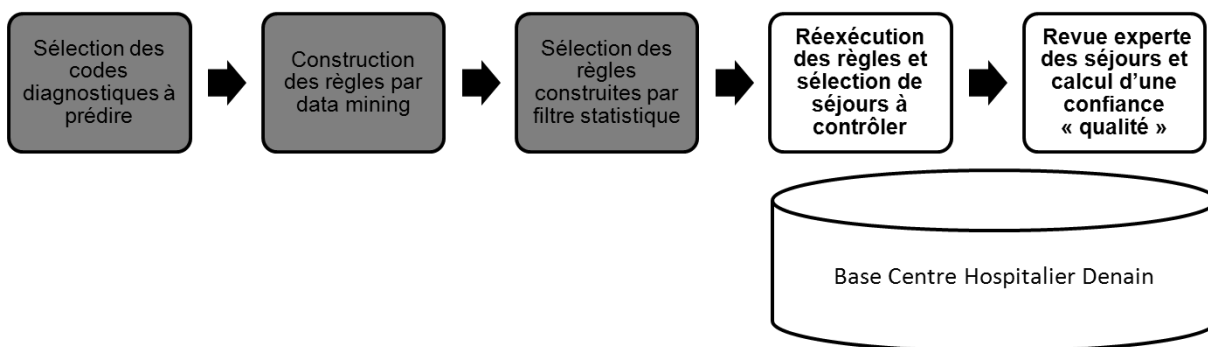 Sélection des
codes
diagnostiques à
prédire
Construction
des règles par
data mining
Sélection des
règles
construites par
filtre statistique
Réexécution
des règles et
sélection de
séjours à
contrôler
Revue experte
des séjours et
calcul d’une
confiance
« qualité »
Base Centre Hospitalier Denain